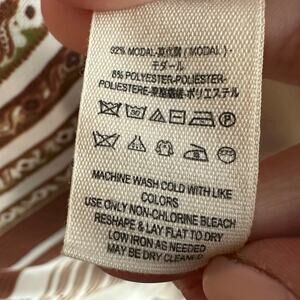 92% MODAL-莫代爾 (MODAL)-
モダール
8% POLYESTER-POLIESTER-
POLIESTERE-聚酯纖維-ポリエステル
MACHINE WASH COLD WITH LIKE
COLORS
USE ONLY NON-CHLORINE BLEACH
RESHAPE & LAY FLAT TO DRY
LOW IRON AS NEEDED
MAY BE DRY CLEANED